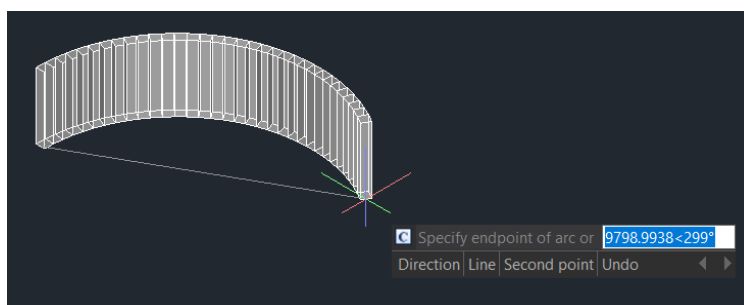 C Specify endpoint of arc or 9798.9938<299°
Direction Line Second point Undo